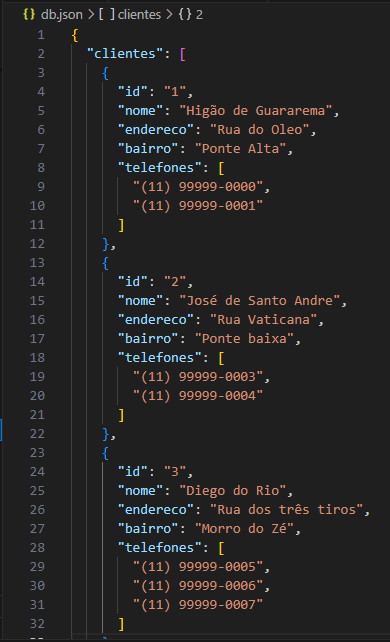 db.json > [ ] clientes > {} 2
1 {
2 "clientes": [
3 {
4 "id": "1",
5 "nome": "Higão de Guararema",
6 "endereco": "Rua do Oleo",
7 "bairro": "Ponte Alta",
8 "telefones": [
9 "(11) 99999-0000",
10 "(11) 99999-0001"
11 ]
12 },
13 {
14 "id": "2",
15 "nome": "José de Santo Andre",
16 "endereco": "Rua Vaticana",
17 "bairro": "Ponte baixa",
18 "telefones": [
19 "(11) 99999-0003",
20 "(11) 99999-0004"
21 ]
22 },
23 {
24 "id": "3",
25 "nome": "Diego do Rio",
26 "endereco": "Rua dos três tiros",
27 "bairro": "Morro do Zé",
28 "telefones": [
29 "(11) 99999-0005",
30 "(11) 99999-0006",
31 "(11) 99999-0007"
32 ]